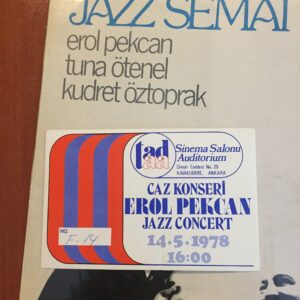 JAZZ SEMAİ
erol pekcan
tuna ötenel
kudret öztoprak
tad
aa
Sinema Salonu
Auditorium
Cinnah Caddesi No: 20
KAVAKLIDERE, ANKARA
CAZ KONSERİ
EROL PEKCAN
JAZZ CONCERT
14.5.1978
16:00
NO:
F-14